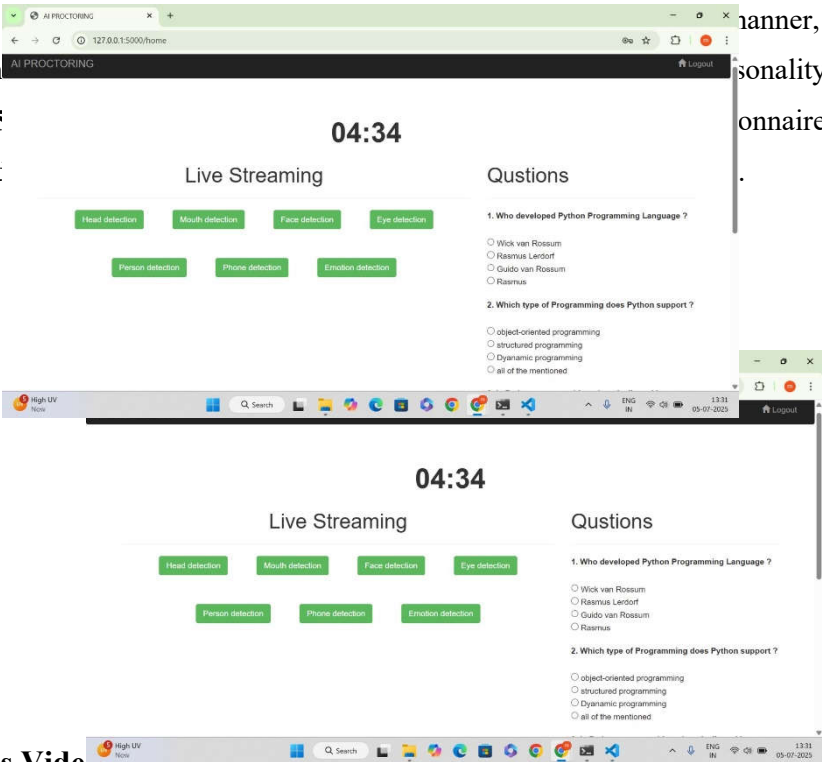 AI PROCTORING
127.0.0.1:5000/home
AI PROCTORING
Logout
04:34
Live Streaming
Qustions
Head detection
Mouth detection
Face detection
Eye detection
Person detection
Phone detection
Emotion detection
1. Who developed Python Programming Language ?
Wick van Rossum
Rasmus Lerdorf
Guido van Rossum
Rasmus
2. Which type of Programming does Python support ?
object-oriented programming
structured programming
Dyanamic programming
all of the mentioned
High UV
Now
Search
ENG
IN
13:31
05-07-2025
Logout
04:34
Live Streaming
Qustions
Head detection
Mouth detection
Face detection
Eye detection
Person detection
Phone detection
Emotion detection
1. Who developed Python Programming Language ?
Wick van Rossum
Rasmus Lerdorf
Guido van Rossum
Rasmus
2. Which type of Programming does Python support ?
object-oriented programming
structured programming
Dyanamic programming
all of the mentioned
High UV
Now
Search
ENG
IN
13:31
05-07-2025